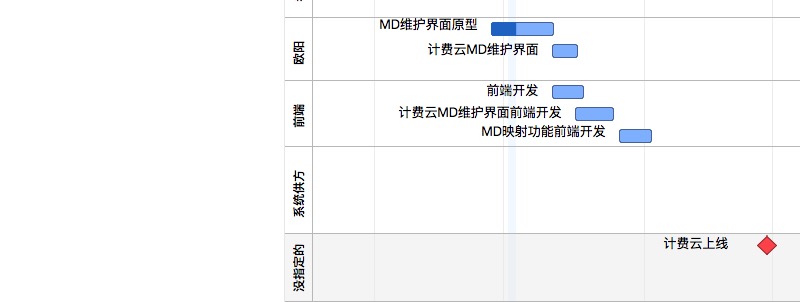 MD维护界面原型
欧阳
计费云MD维护界面
前端开发
前端
计费云MD维护界面前端开发
MD映射功能前端开发
系统供方
没指定的
计费云上线